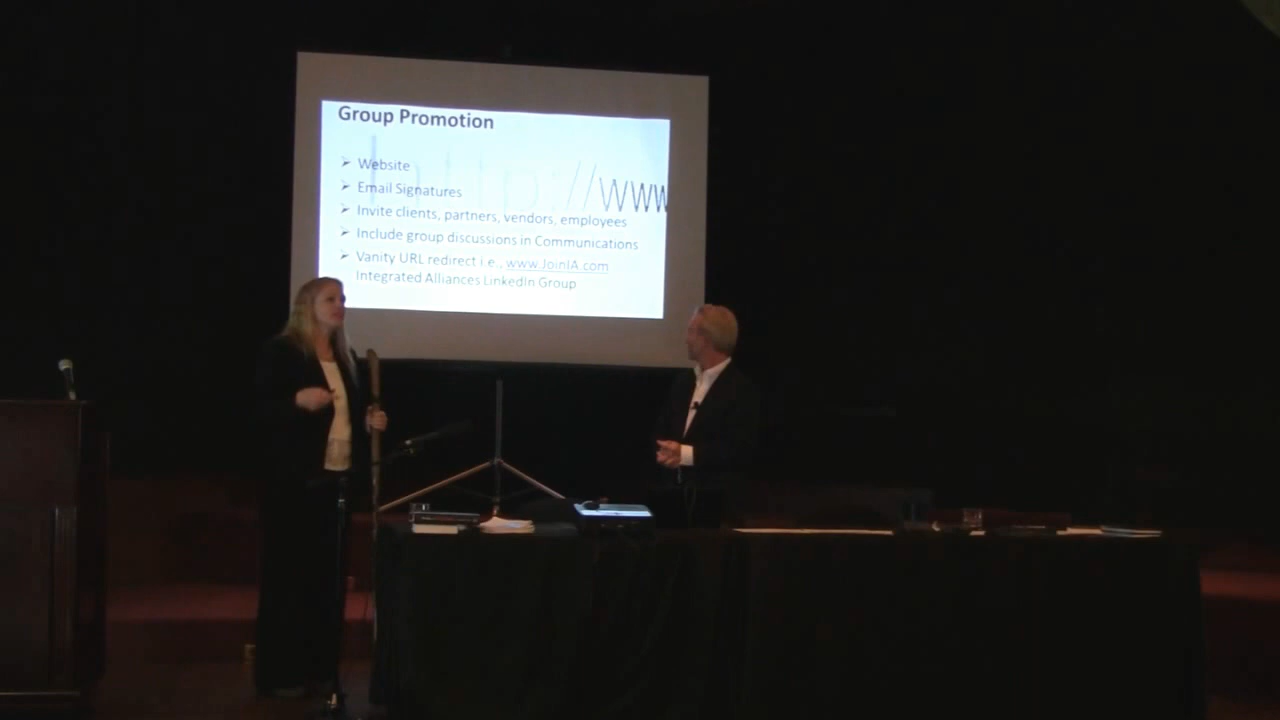 Group Promotion
http://www
➢ Website
➢ Email Signatures
➢ Invite clients, partners, vendors, employees
➢ Include group discussions in Communications
➢ Vanity URL redirect i.e., www.JoinIA.com
Integrated Alliances LinkedIn Group